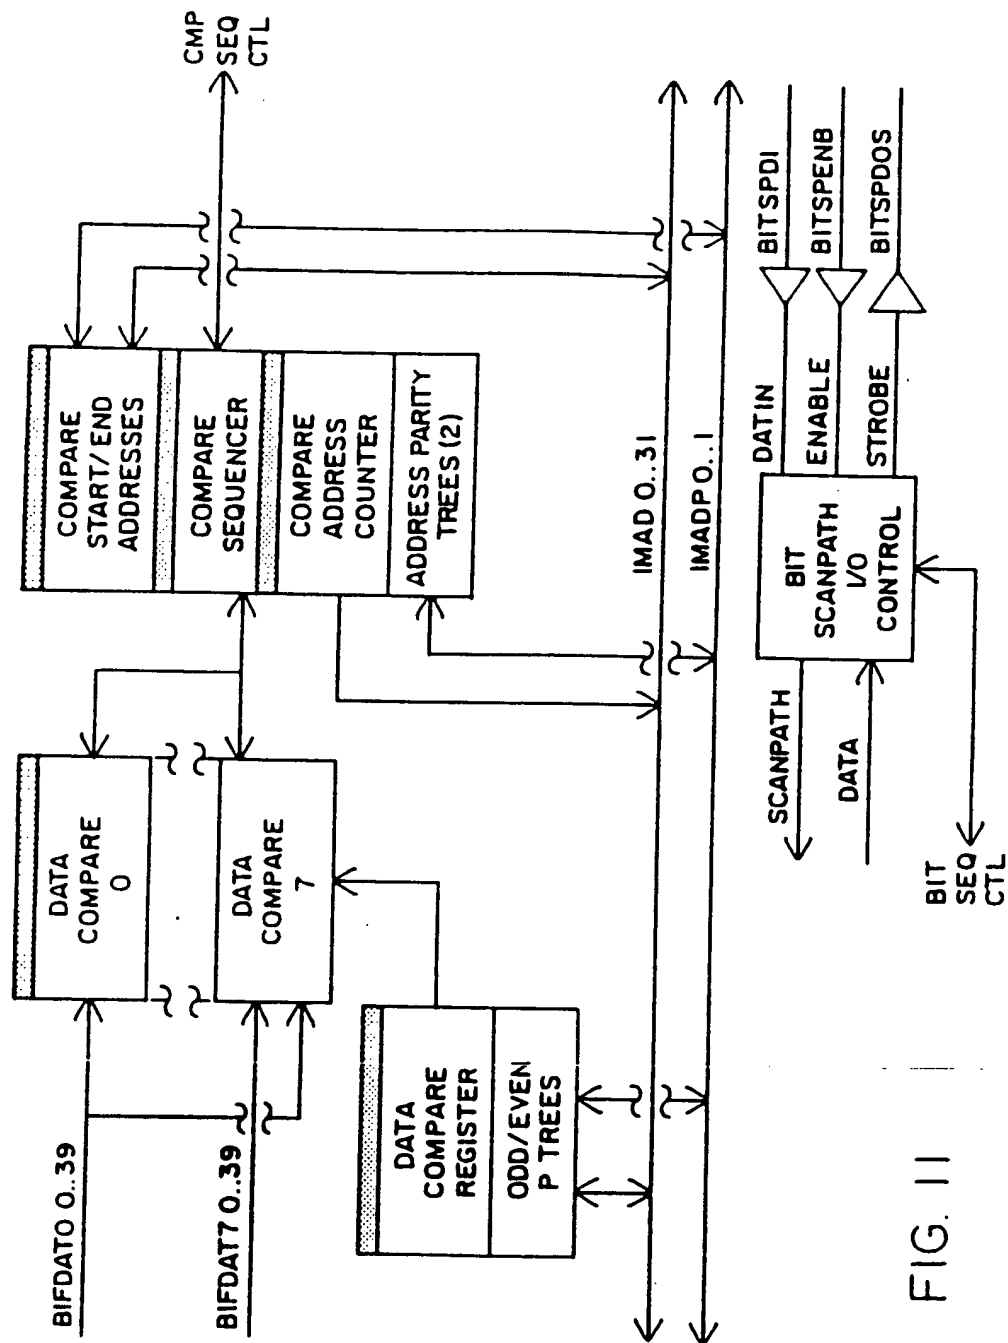 BIFDAT0 0..39
BIFDAT7 0..39
DATA
COMPARE
0
DATA
COMPARE
7
DATA
COMPARE
REGISTER
ODD/EVEN
P TREES
COMPARE
START/END
ADDRESSES
COMPARE
SEQUENCER
COMPARE
ADDRESS
COUNTER
ADDRESS PARITY
TREES (2)
CMP
SEQ
CTL
IMAD 0..31
IMADP 0..1
SCANPATH
DATA
BIT
SEQ
CTL
BIT
SCANPATH
I/O
CONTROL
DATIN
ENABLE
STROBE
BITSPDI
BITSPENB
BITSPDOS
FIG. 11